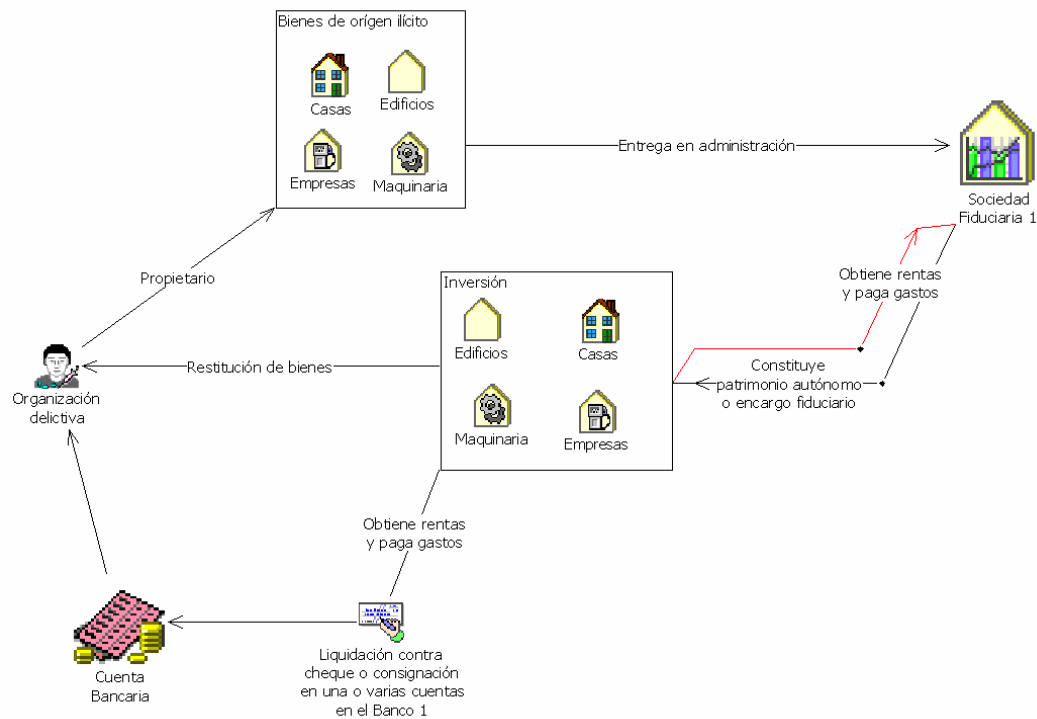 Bienes de orígen ilícito
Casas
Edificios
Empresas
Maquinaria
Entrega en administración
Sociedad
Fiduciaria 1
Propietario
Obtiene rentas
y paga gastos
Inversión
Edificios
Casas
Maquinaria
Empresas
Constituye
patrimonio autónomo
o encargo fiduciario
Restitución de bienes
Organización
delictiva
Obtiene rentas
y paga gastos
Cuenta
Bancaria
Liquidación contra
cheque o consignación
en una o varias cuentas
en el Banco 1